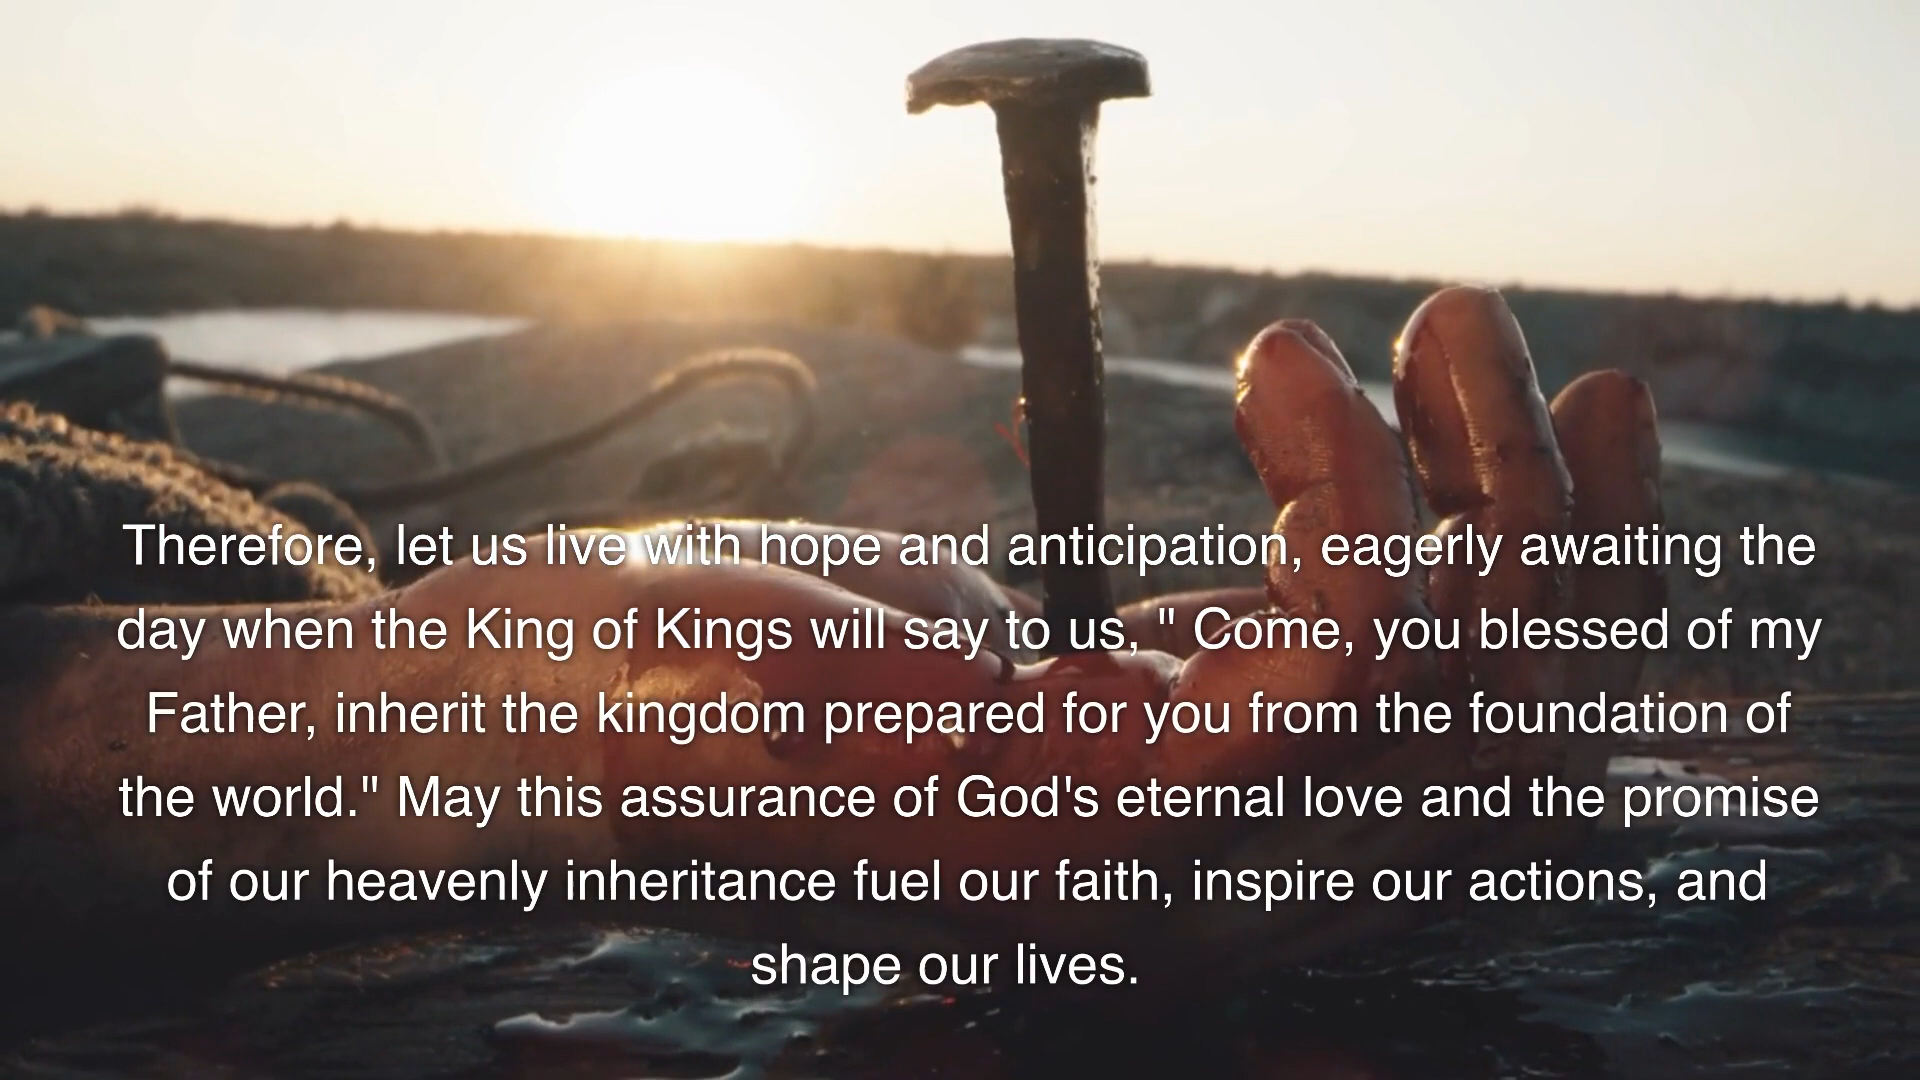 Therefore, let us live with hope and anticipation, eagerly awaiting the
day when the King of Kings will say to us, " Come, you blessed of my
Father, inherit the kingdom prepared for you from the foundation of
the world." May this assurance of God's eternal love and the promise
of our heavenly inheritance fuel our faith, inspire our actions, and
shape our lives.